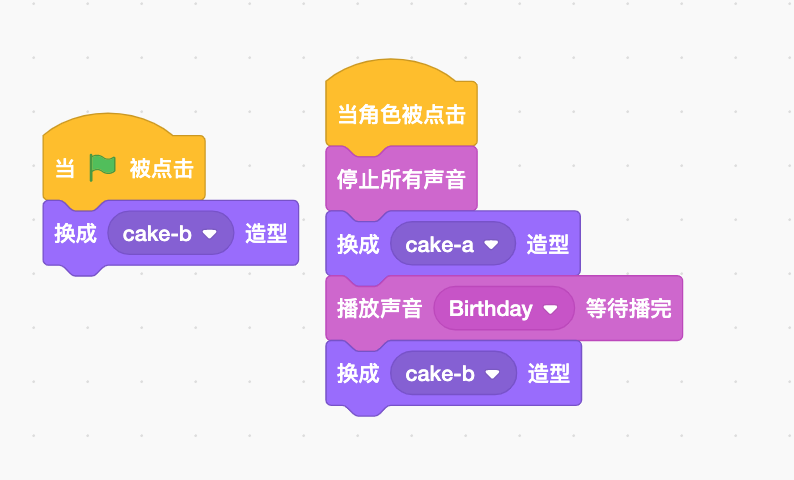 当 被点击
换成 cake-b 造型
当角色被点击
停止所有声音
换成 cake-a 造型
播放声音 Birthday 等待播完
换成 cake-b 造型